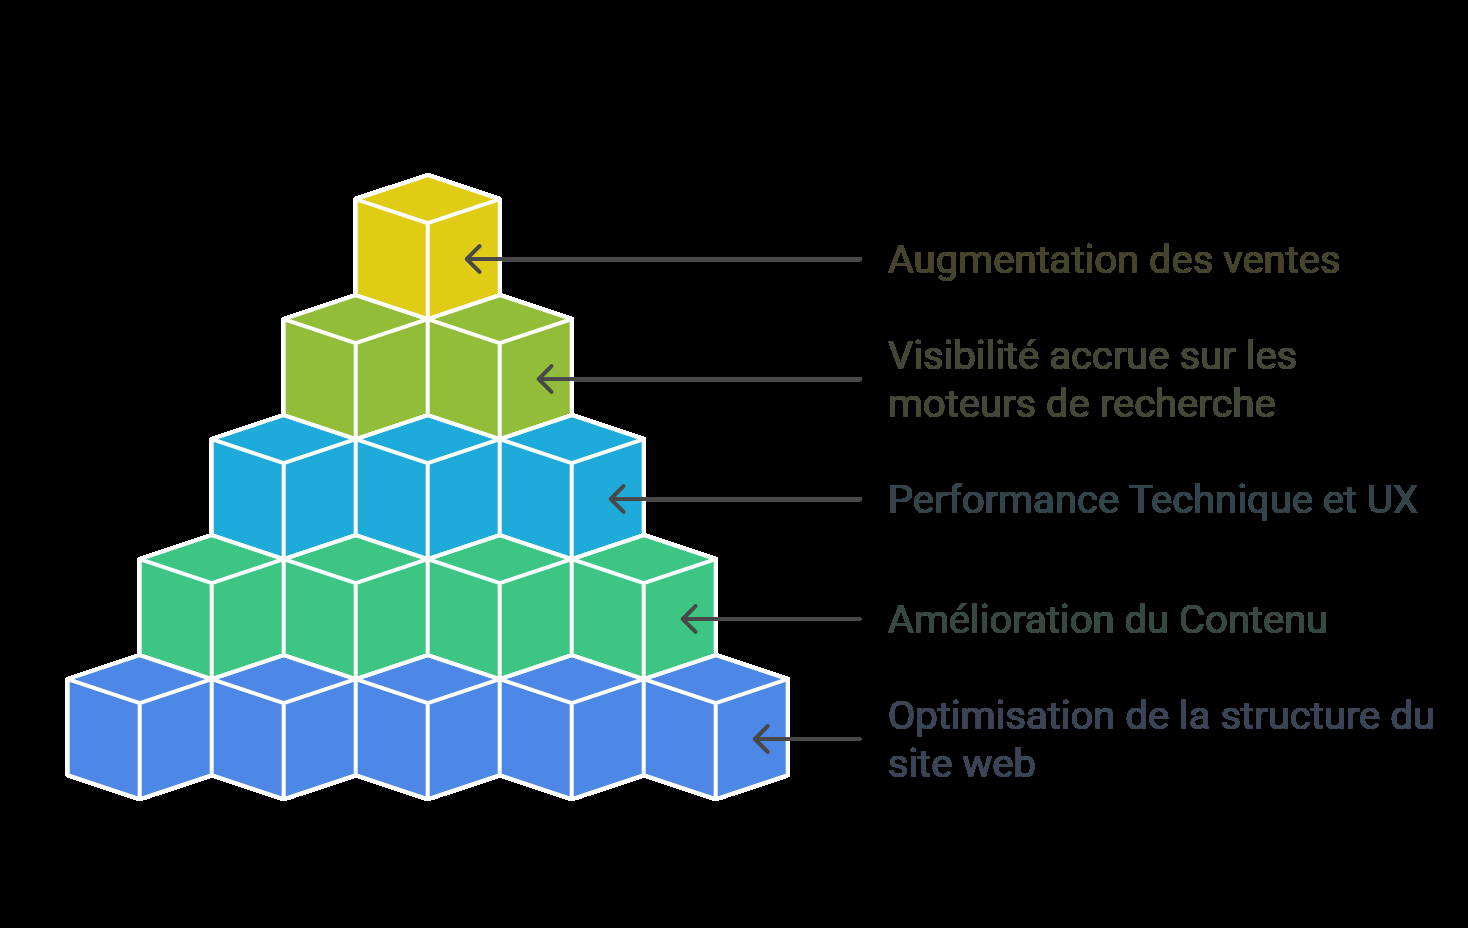 Augmentation des ventes
Visibilité accrue sur les
moteurs de recherche
Performance Technique et UX
Amélioration du Contenu
Optimisation de la structure du
site web